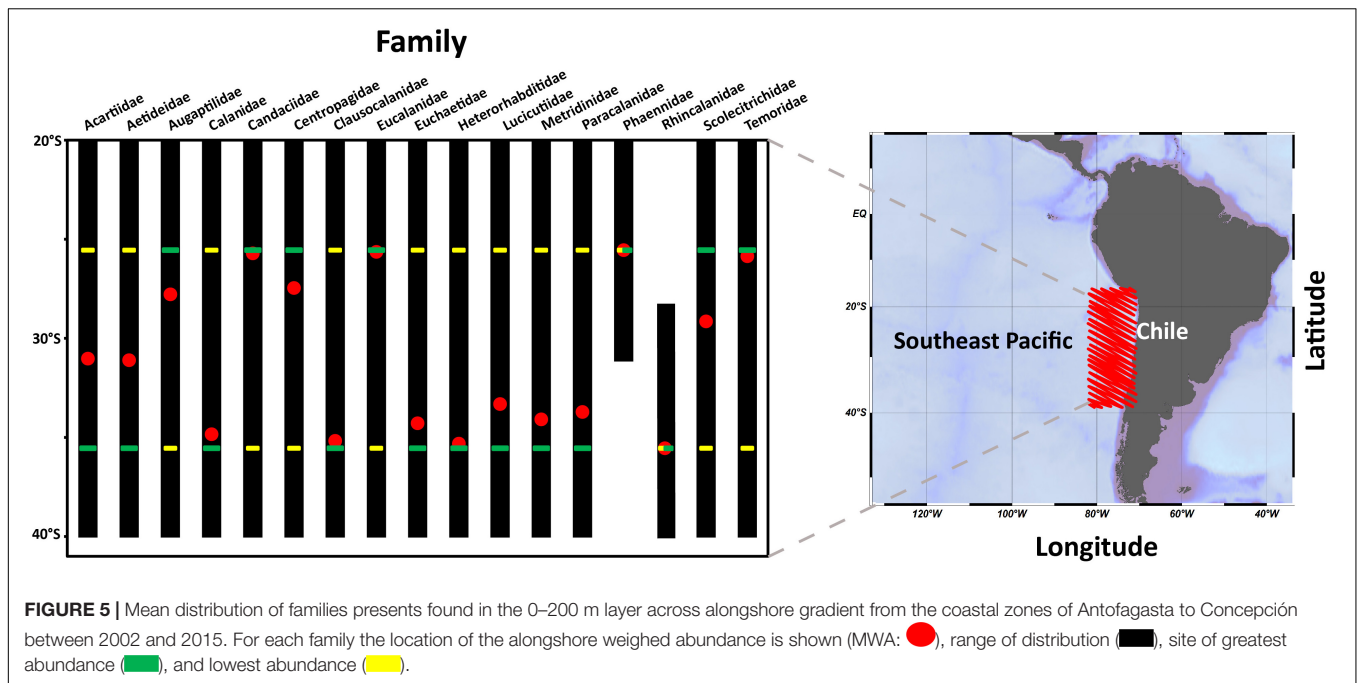 Family
Acartiidae
Aetideidae
Augaptilidae
Calanidae
Candaciidae
Centropagidae
Clausocalanidae
Eucalanidae
Euchaetidae
Heterorhabditidae
Lucicutiidae
Metridinidae
Paracalanidae
Phaennidae
Rhincalanidae
Scolecitrichidae
Temoridae
20°S
30°S
40°S
EQ
20°S
40°S
Southeast Pacific
Chile
Latitude
120°W
100°W
80°W
60°W
40°W
Longitude
FIGURE 5 | Mean distribution of families presents found in the 0–200 m layer across alongshore gradient from the coastal zones of Antofagasta to Concepción
between 2002 and 2015. For each family the location of the alongshore weighed abundance is shown (MWA: ), range of distribution ( ), site of greatest
abundance ( ), and lowest abundance ( ).